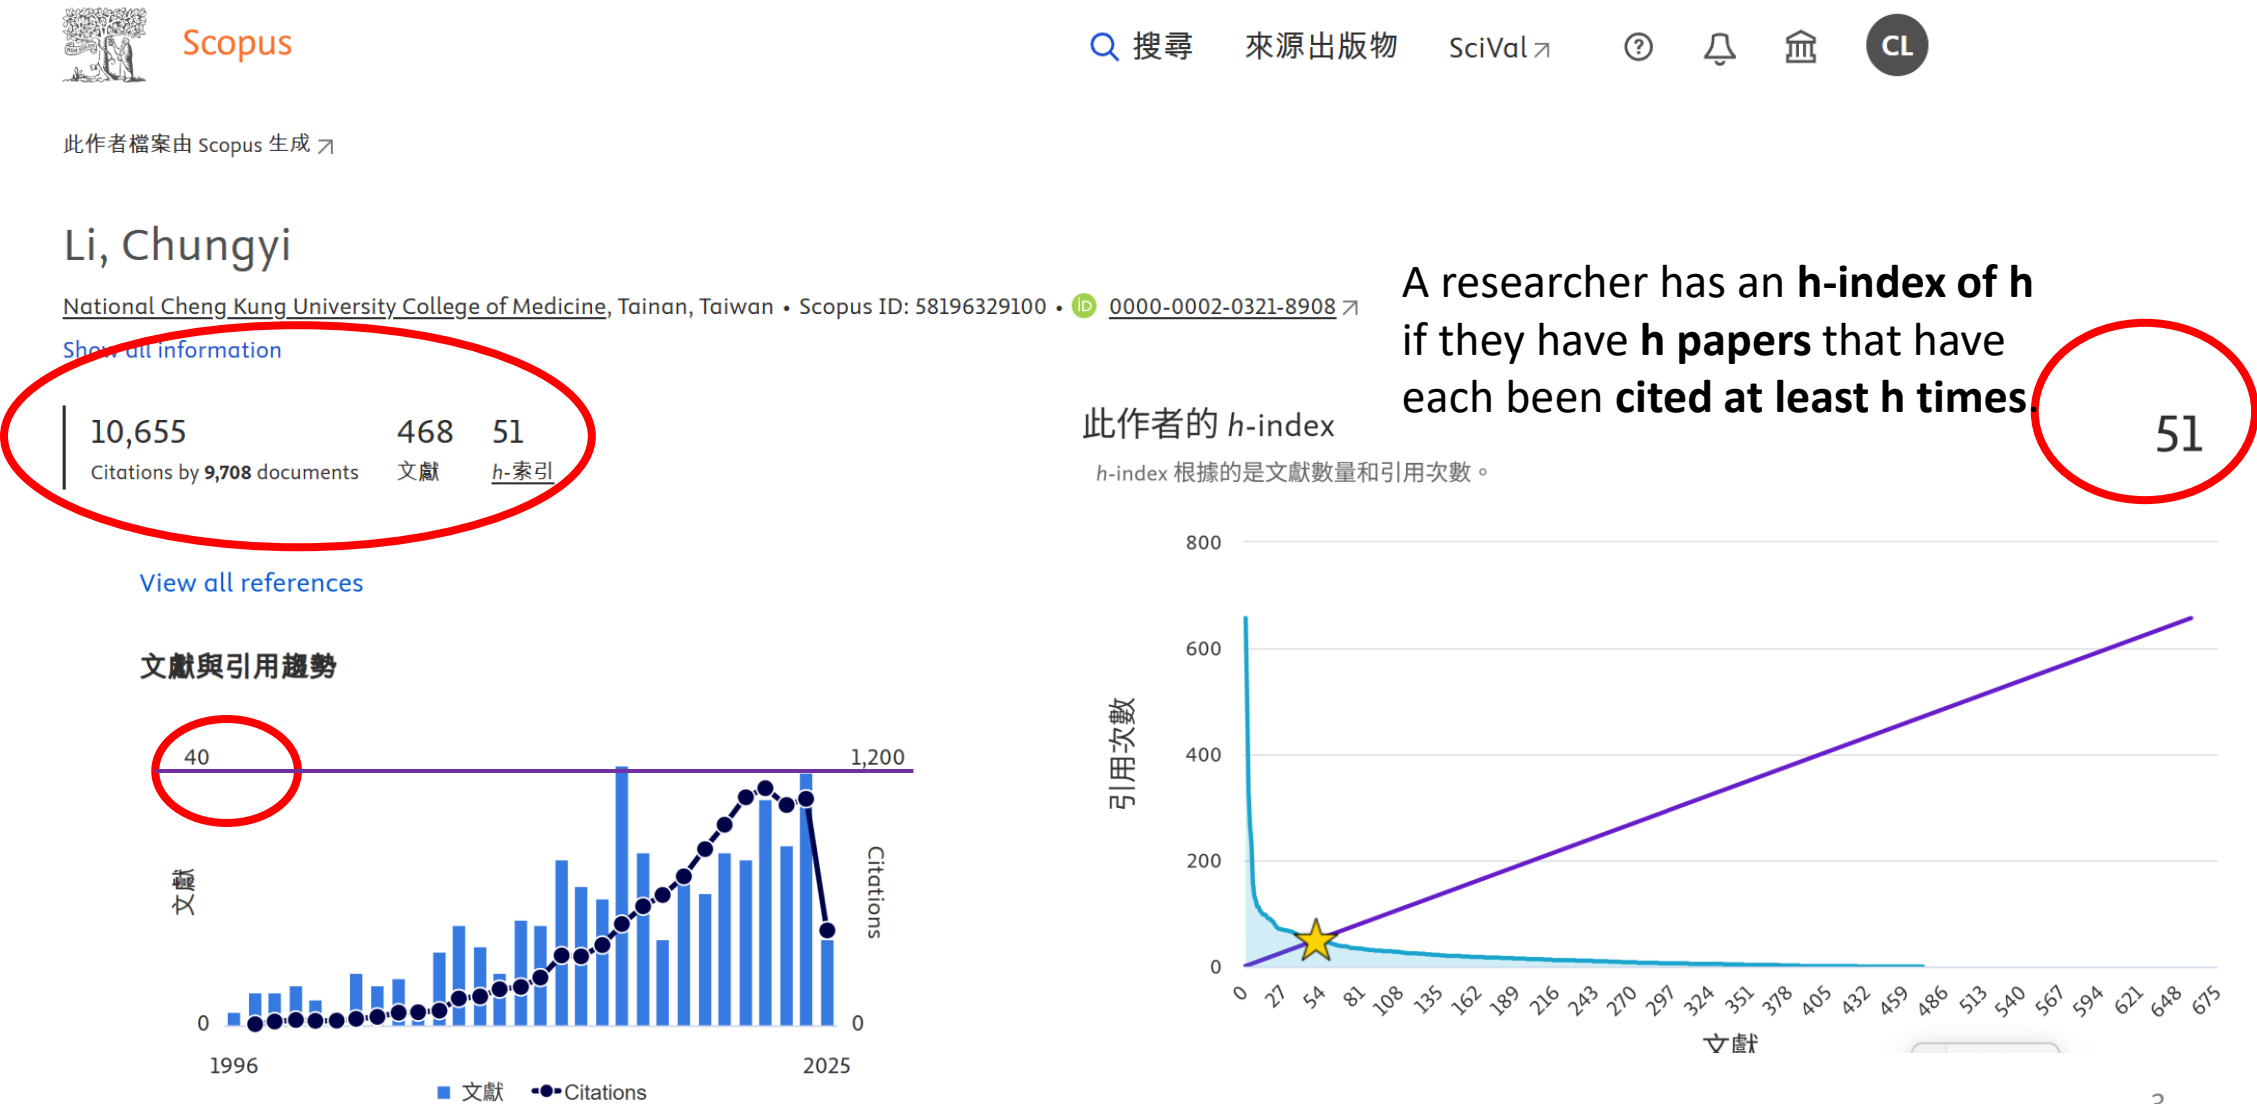 Scopus
搜尋
來源出版物
SciVal
CL
此作者檔案由 Scopus 生成
Li, Chungyi
National Cheng Kung University College of Medicine, Tainan, Taiwan • Scopus ID: 58196329100 • iD 0000-0002-0321-8908
Show all information
10,655 468 51
Citations by 9,708 documents 文獻 h-索引
View all references
文獻與引用趨勢
40
1,200
文獻
Citations
0
0
1996
2025
文獻
Citations
A researcher has an h-index of h
if they have h papers that have
each been cited at least h times.
此作者的 h-index
51
h-index 根據的是文獻數量和引用次數。
800
600
400
200
0
引用次數
0 27 54 81 108 135 162 189 216 243 270 297 324 351 378 405 432 459 486 513 540 567 594 621 648 675
文獻